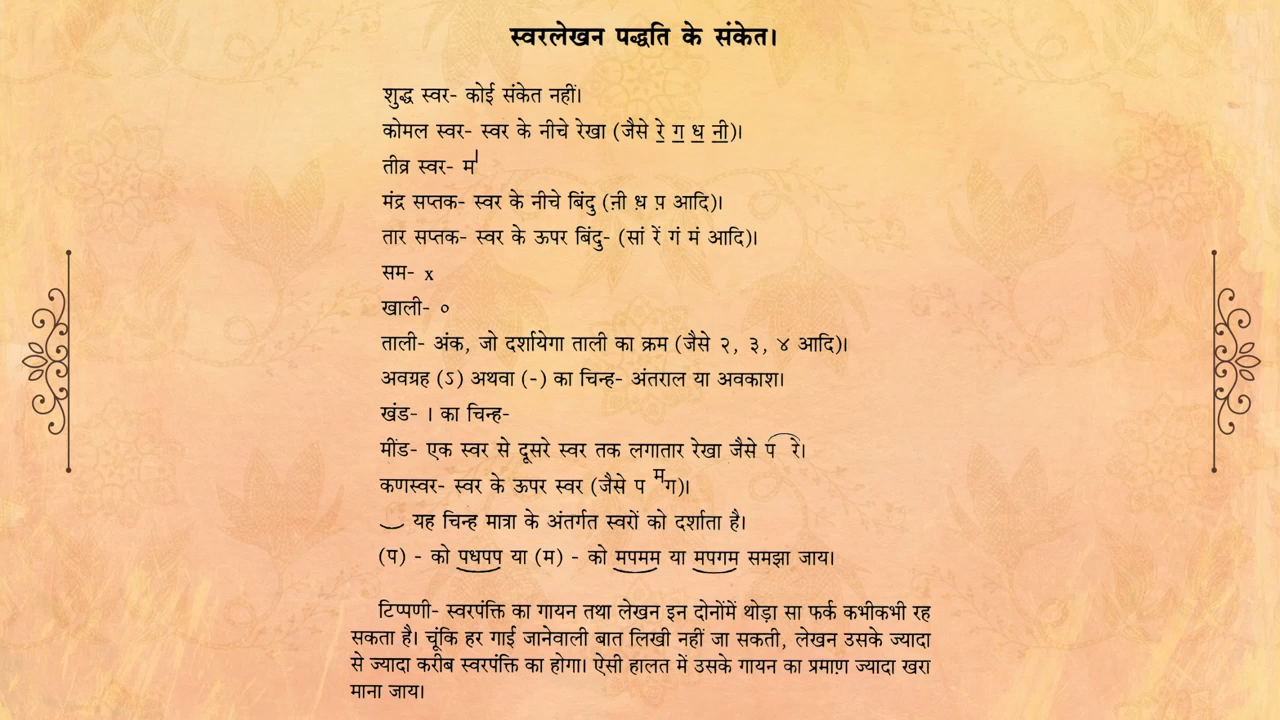 स्वरलेखन पद्धति के संकेत।
शुद्ध स्वर- कोई संकेत नहीं।
कोमल स्वर- स्वर के नीचे रेखा (जैसे रे॒ ग॒ ध॒ नी॒)।
तीव्र स्वर- म॑
मंद्र सप्तक- स्वर के नीचे बिंदु (ऩी ध़ प़ आदि)।
तार सप्तक- स्वर के ऊपर बिंदु- (सां रें गं मं आदि)।
सम- x
खाली- ०
ताली- अंक, जो दर्शायेगा ताली का क्रम (जैसे २, ३, ४ आदि)।
अवग्रह (ऽ) अथवा (-) का चिन्ह- अंतराल या अवकाश।
खंड- । का चिन्ह-
मींड- एक स्वर से दूसरे स्वर तक लगातार रेखा जैसे प रे।
कणस्वर- स्वर के ऊपर स्वर (जैसे प मग)।
‿ यह चिन्ह मात्रा के अंतर्गत स्वरों को दर्शाता है।
(प) - को पधपप या (म) - को मपमम या मपगम समझा जाय।
टिप्पणी- स्वरपंक्ति का गायन तथा लेखन इन दोनोंमें थोड़ा सा फर्क कभीकभी रह
सकता है। चूंकि हर गाई जानेवाली बात लिखी नहीं जा सकती, लेखन उसके ज्यादा
से ज्यादा करीब स्वरपंक्ति का होगा। ऐसी हालत में उसके गायन का प्रमाण़ ज्यादा खरा
माना जाय।